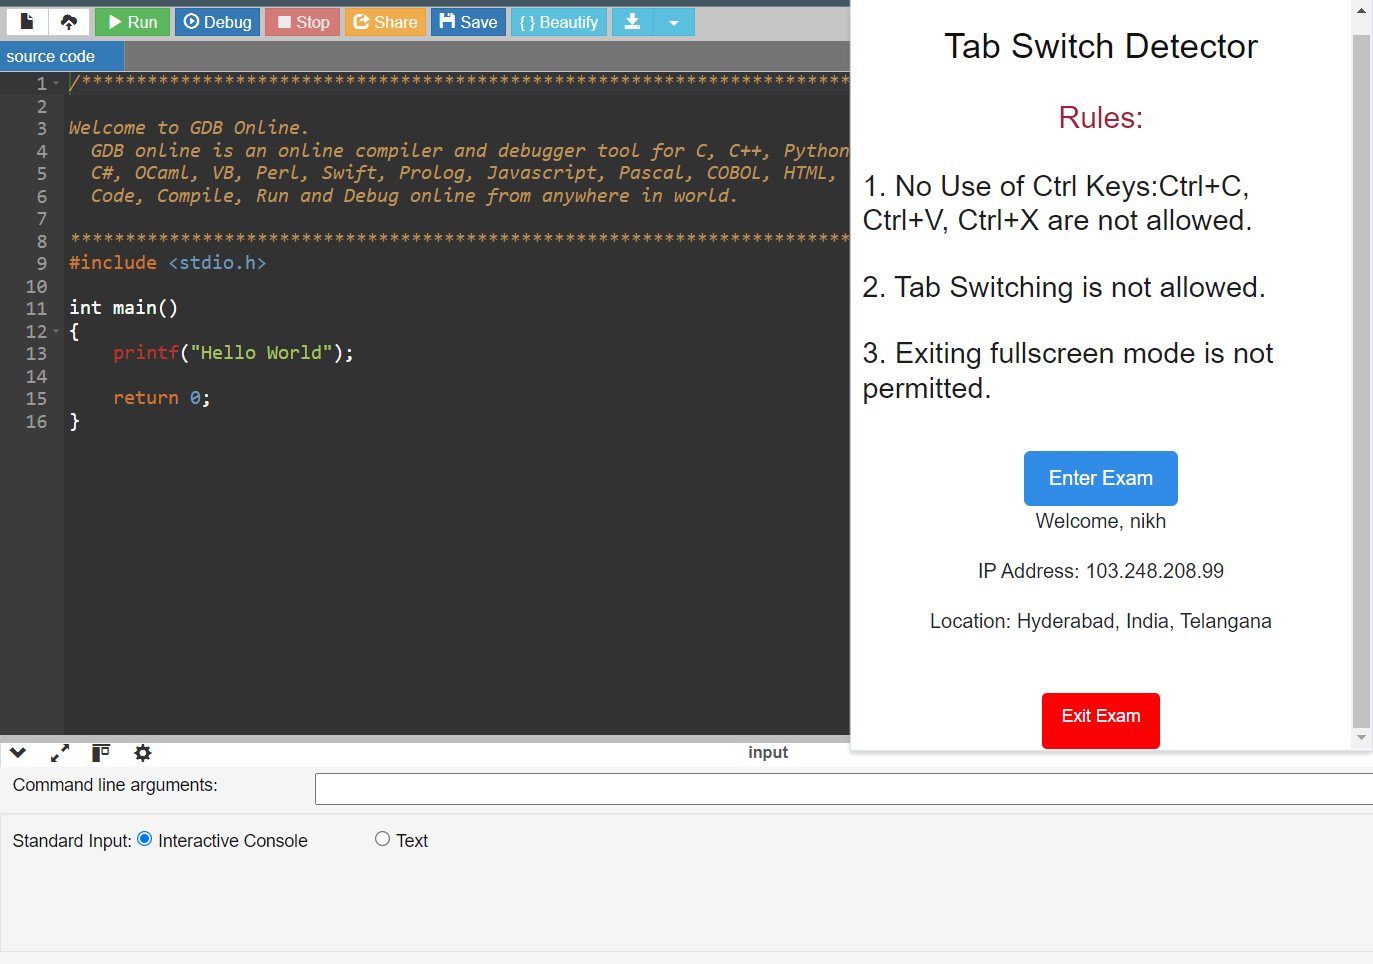 Run Debug Stop Share Save { } Beautify
source code
1 /***********************************************************************
2
3 Welcome to GDB Online.
4 GDB online is an online compiler and debugger tool for C, C++, Python
5 C#, OCaml, VB, Perl, Swift, Prolog, Javascript, Pascal, COBOL, HTML,
6 Code, Compile, Run and Debug online from anywhere in world.
7
8 ***********************************************************************
9 #include <stdio.h>
10
11 int main()
12 {
13 printf("Hello World");
14
15 return 0;
16 }
Tab Switch Detector
Rules:
1. No Use of Ctrl Keys:Ctrl+C,
Ctrl+V, Ctrl+X are not allowed.
2. Tab Switching is not allowed.
3. Exiting fullscreen mode is not
permitted.
Enter Exam
Welcome, nikh
IP Address: 103.248.208.99
Location: Hyderabad, India, Telangana
Exit Exam
input
Command line arguments:
Standard Input: Interactive Console Text